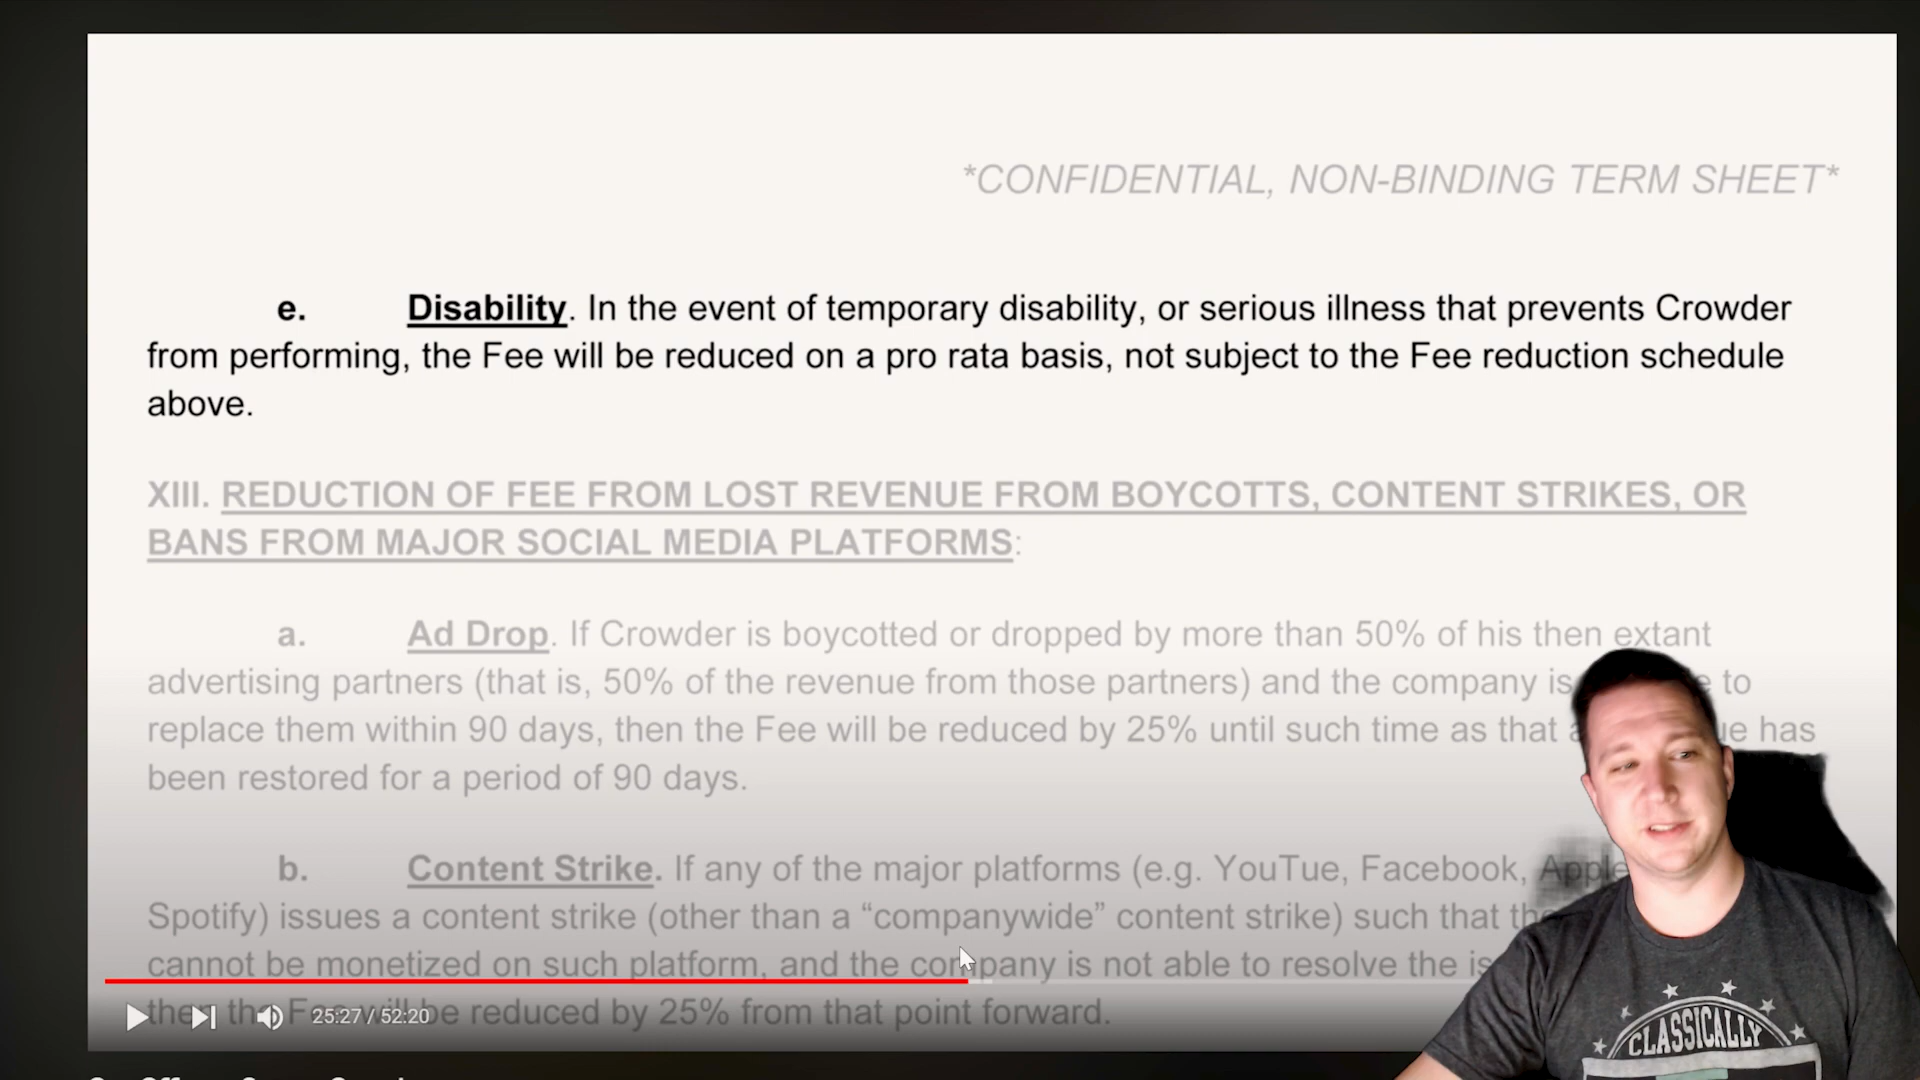 *CONFIDENTIAL, NON-BINDING TERM SHEET*
e. Disability. In the event of temporary disability, or serious illness that prevents Crowder
from performing, the Fee will be reduced on a pro rata basis, not subject to the Fee reduction schedule
above.
XIII. REDUCTION OF FEE FROM LOST REVENUE FROM BOYCOTTS, CONTENT STRIKES, OR
BANS FROM MAJOR SOCIAL MEDIA PLATFORMS:
a. Ad Drop. If Crowder is boycotted or dropped by more than 50% of his then extant
advertising partners (that is, 50% of the revenue from those partners) and the company is to
replace them within 90 days, then the Fee will be reduced by 25% until such time as that has
been restored for a period of 90 days.
b. Content Strike. If any of the major platforms (e.g. YouTue, Facebook, Apple
Spotify) issues a content strike (other than a “companywide” content strike) such that
cannot be monetized on such platform, and the company is not able to resolve the
then the Fee will be reduced by 25% from that point forward.
25:27 / 52:20
CLASSICALLY